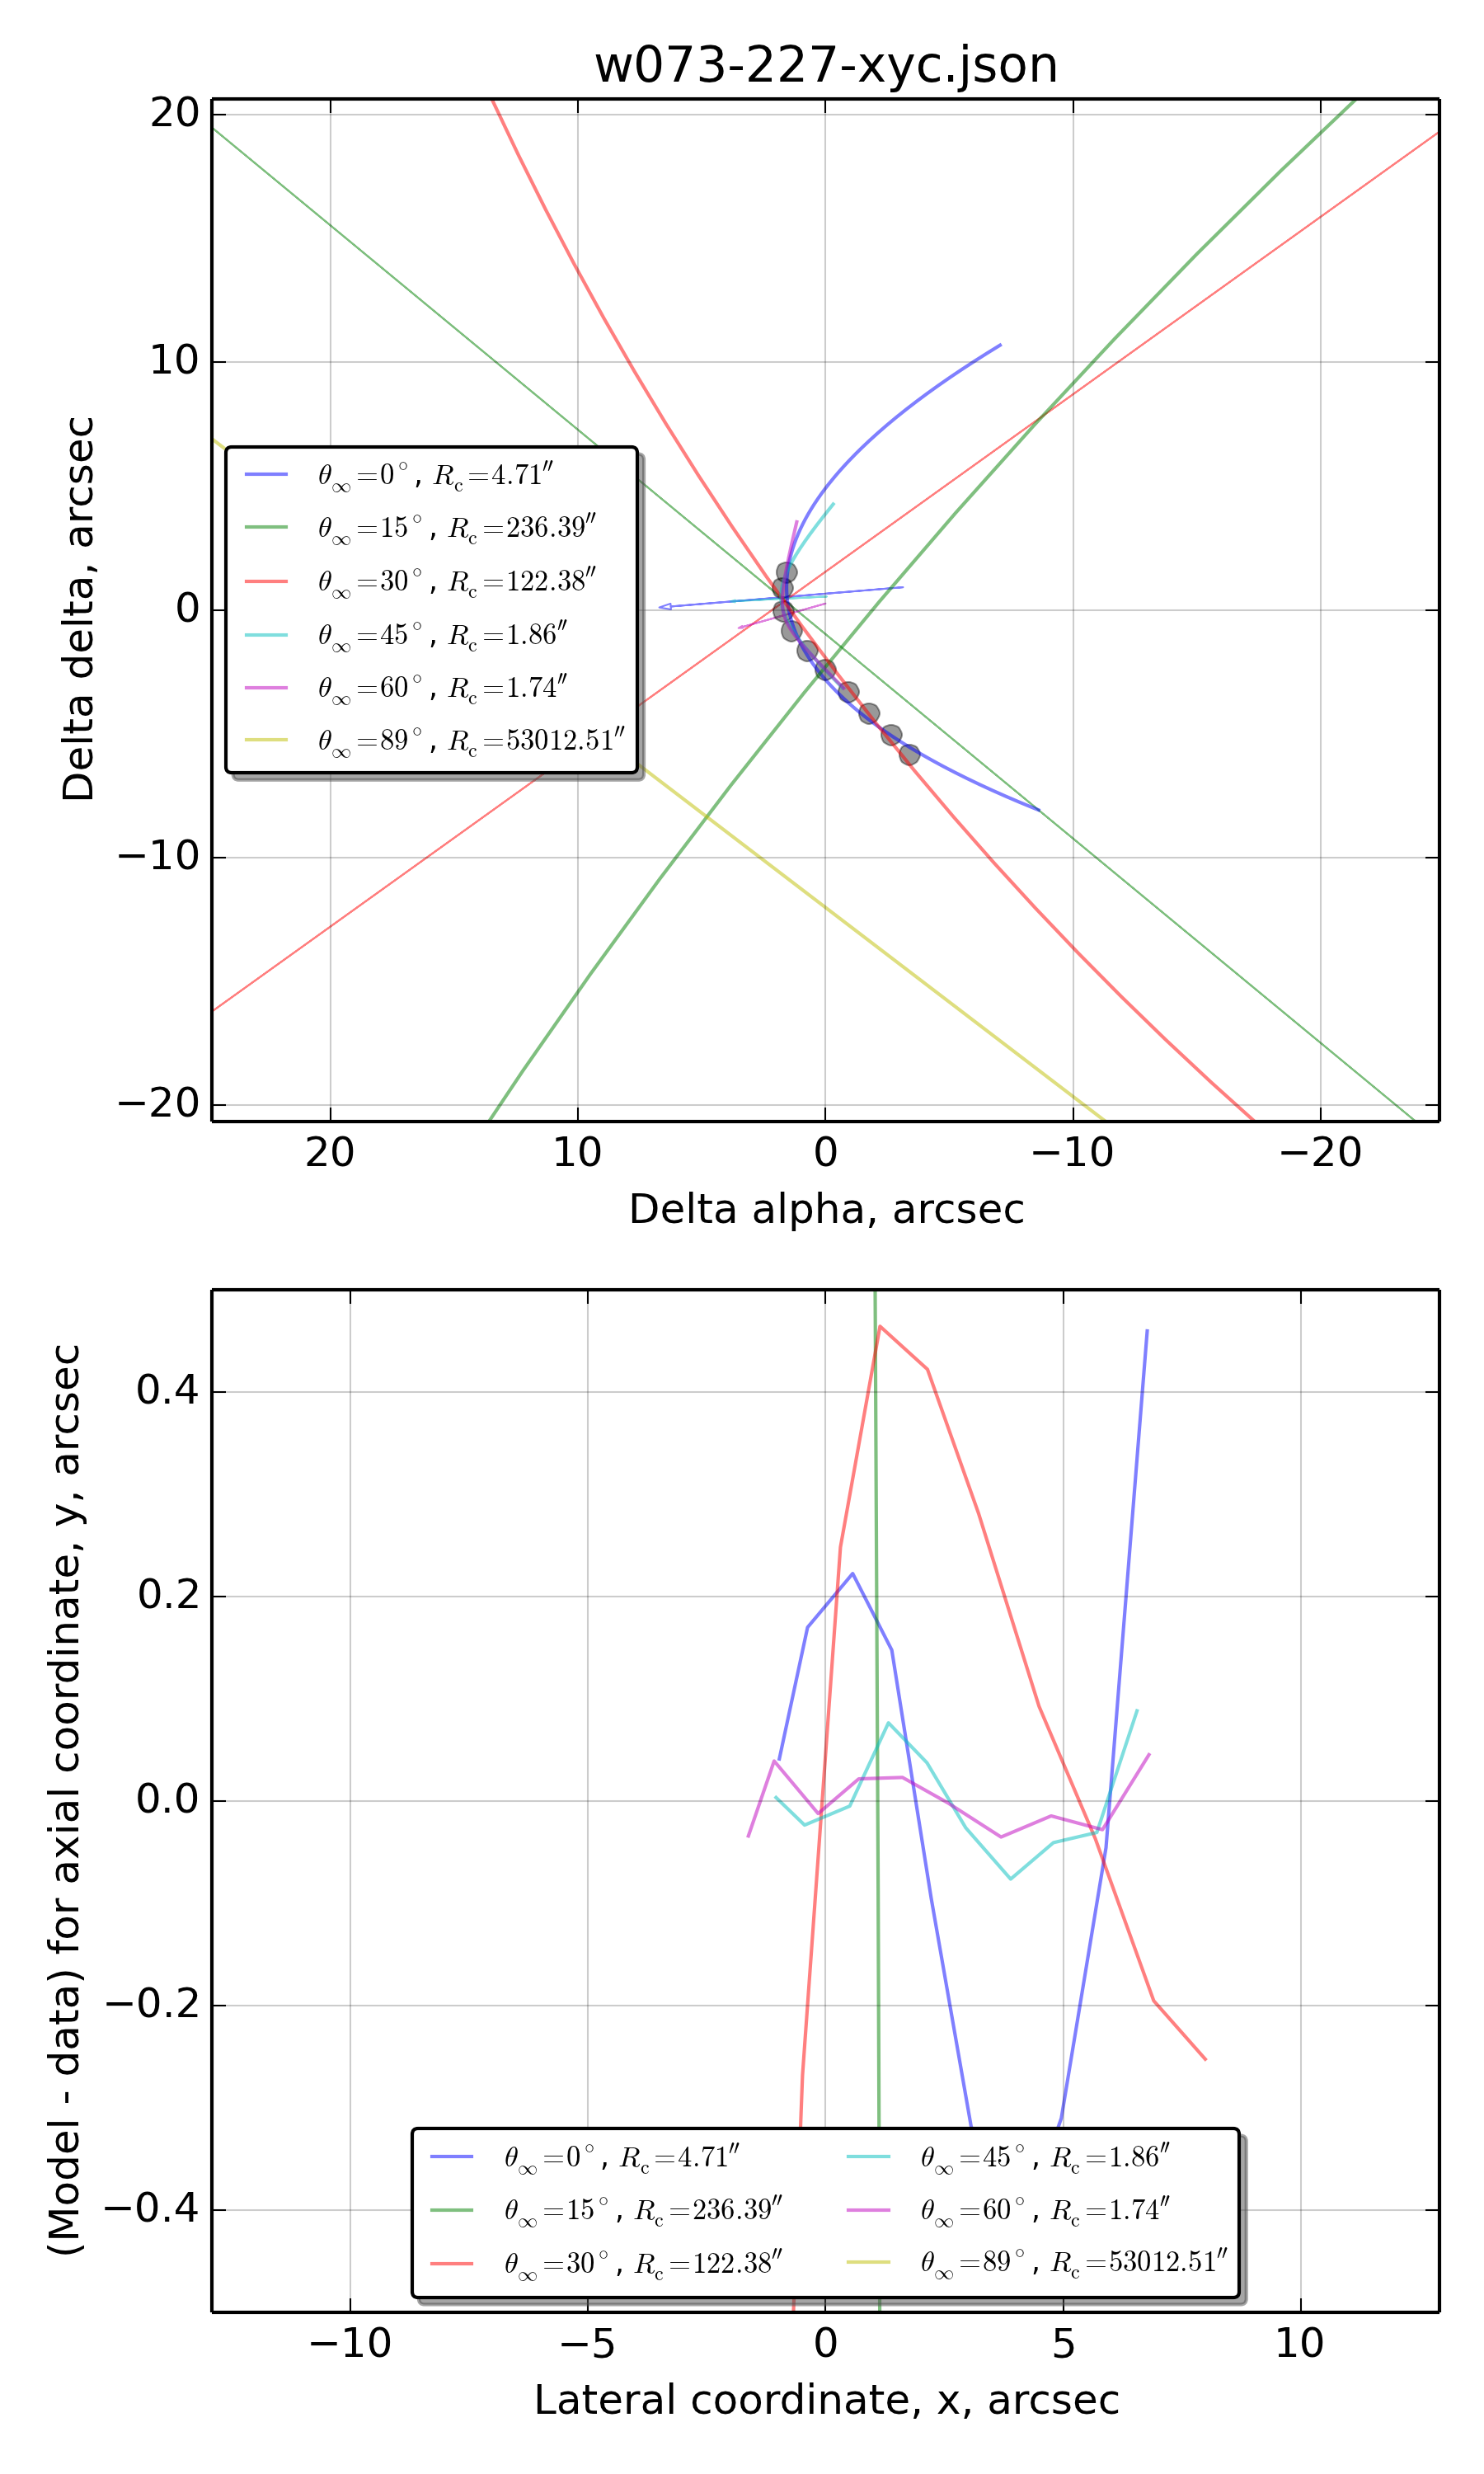 w073-227-xyc.json
20
10
0
−10
−20
Delta delta, arcsec
θ∞=0°, Rc=4.71″
θ∞=15°, Rc=236.39″
θ∞=30°, Rc=122.38″
θ∞=45°, Rc=1.86″
θ∞=60°, Rc=1.74″
θ∞=89°, Rc=53012.51″
20 10 0 −10 −20
Delta alpha, arcsec
0.4
0.2
0.0
−0.2
−0.4
(Model - data) for axial coordinate, y, arcsec
θ∞=0°, Rc=4.71″ θ∞=45°, Rc=1.86″
θ∞=15°, Rc=236.39″ θ∞=60°, Rc=1.74″
θ∞=30°, Rc=122.38″ θ∞=89°, Rc=53012.51″
−10 −5 0 5 10
Lateral coordinate, x, arcsec